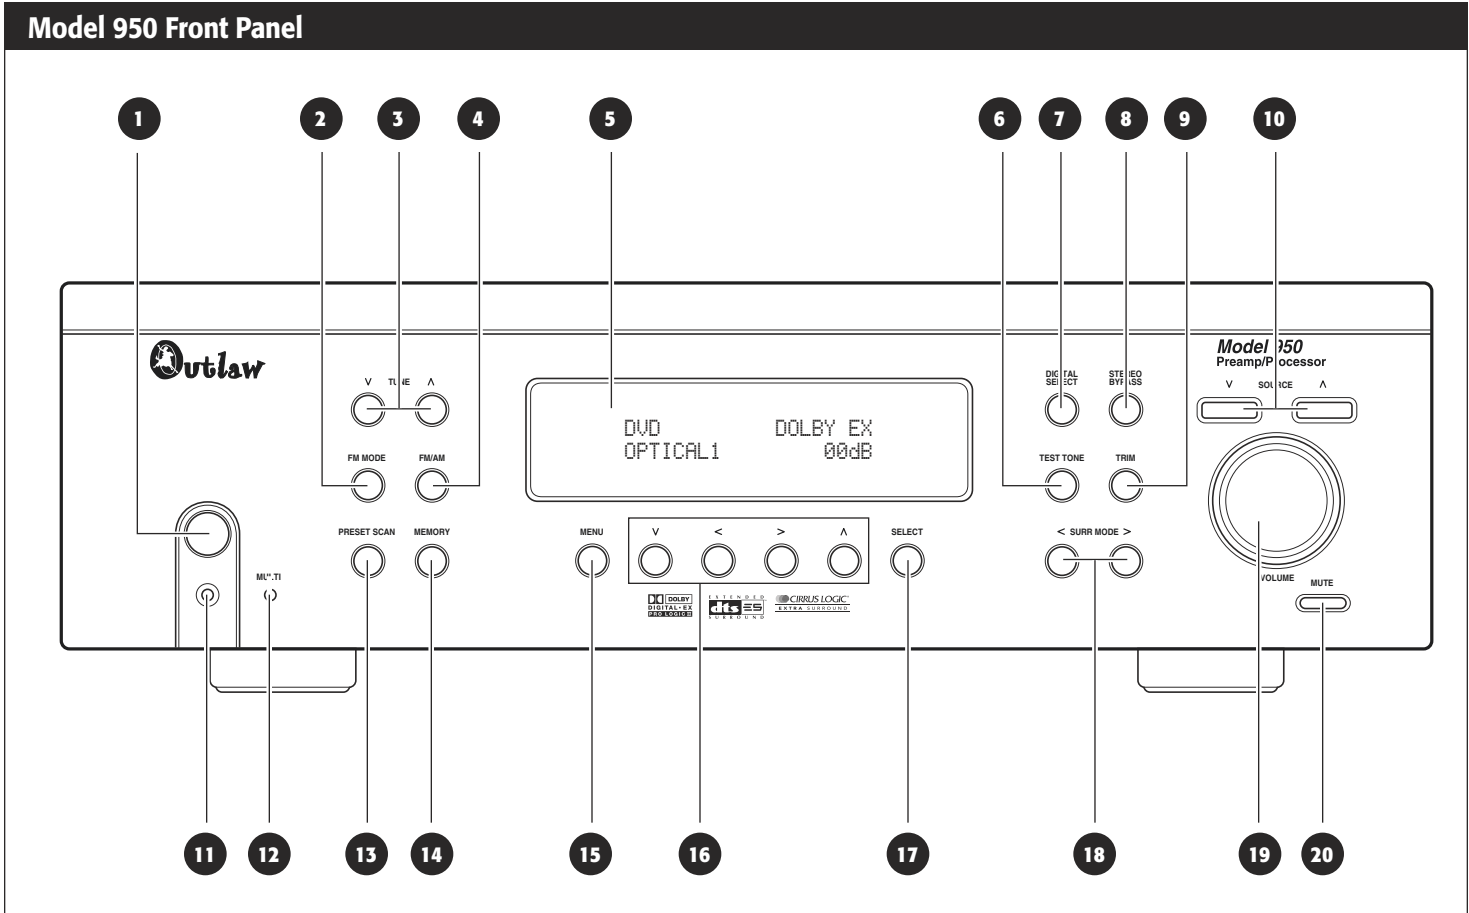 Model 950 Front Panel
1 2 3 4 5 6 7 8 9 10
Outlaw
Model 950
Preamp/Processor
∨ TUNE ∧
DIGITAL SELECT
STEREO BYPASS
∨ SOURCE ∧
DVD DOLBY EX
OPTICAL1 00dB
FM MODE FM/AM
TEST TONE TRIM
PRESET SCAN MEMORY
MENU ∨ < > ∧ SELECT
< SURR MODE >
MULTI
VOLUME
MUTE
DOLBY
DIGITAL·EX
PRO LOGIC II
EXTENDED
dts ES
SURROUND
CIRRUS LOGIC
EXTRA SURROUND
11 12 13 14 15 16 17 18 19 20